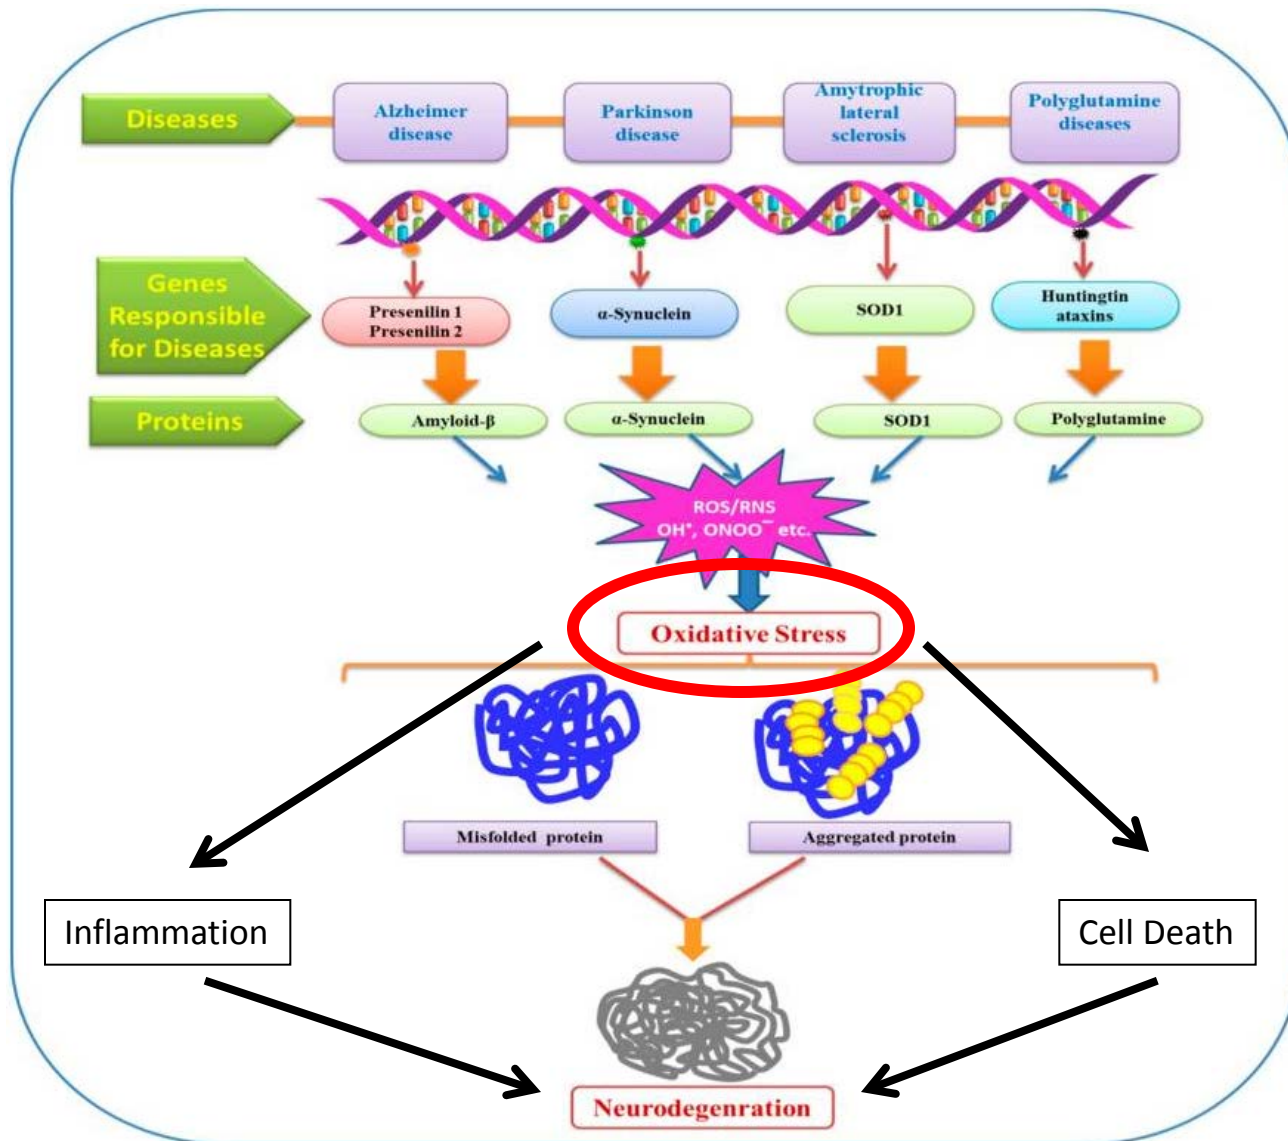 Diseases
Alzheimer
disease
Parkinson
disease
Amytrophic
lateral
sclerosis
Polyglutamine
diseases
Genes
Responsible
for Diseases
Presenilin 1
Presenilin 2
α-Synuclein
SOD1
Huntingtin
ataxins
Proteins
Amyloid-β
α-Synuclein
SOD1
Polyglutamine
ROS/RNS
OH•, ONOO¯ etc.
Oxidative Stress
Misfolded protein
Aggregated protein
Inflammation
Cell Death
Neurodegenration